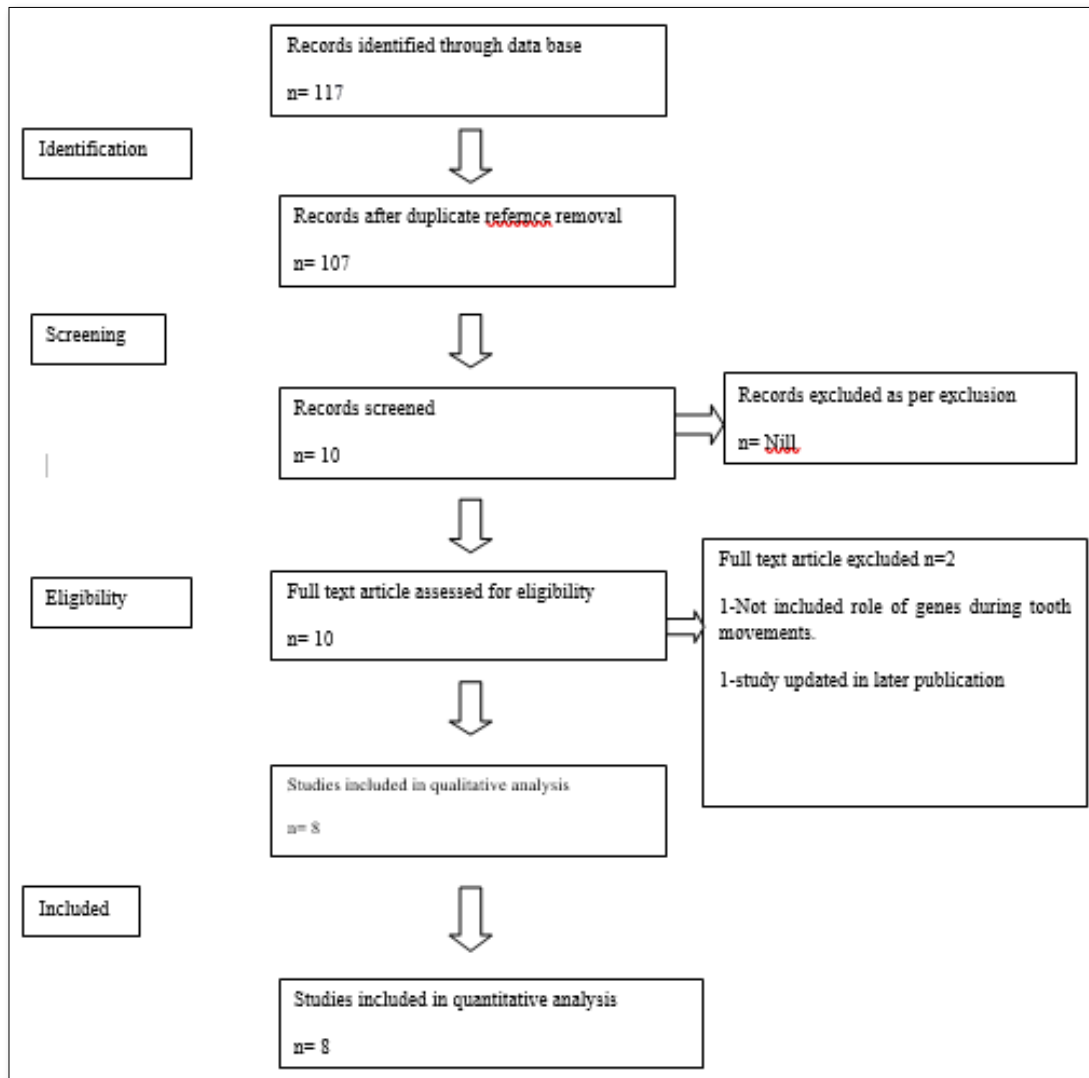 Records identified through data base
n= 117
Identification
Records after duplicate refernce removal
n= 107
Screening
Records screened
n= 10
Records excluded as per exclusion
n= Nill
Eligibility
Full text article assessed for eligibility
n= 10
Full text article excluded n=2
1-Not included role of genes during tooth
movements.
1-study updated in later publication
Studies included in qualitative analysis
n= 8
Included
Studies included in quantitative analysis
n= 8